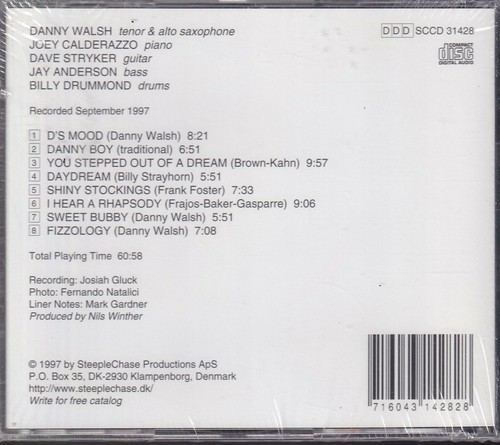 DANNY WALSH tenor & alto saxophone
JOEY CALDERAZZO piano
DAVE STRYKER guitar
JAY ANDERSON bass
BILLY DRUMMOND drums
DDD SCCD 31428
COMPACT
disc
DIGITAL AUDIO
Recorded September 1997
1 D'S MOOD (Danny Walsh) 8:21
2 DANNY BOY (traditional) 6:51
3 YOU STEPPED OUT OF A DREAM (Brown-Kahn) 9:57
4 DAYDREAM (Billy Strayhorn) 5:51
5 SHINY STOCKINGS (Frank Foster) 7:33
6 I HEAR A RHAPSODY (Frajos-Baker-Gasparre) 9:06
7 SWEET BUBBY (Danny Walsh) 5:51
8 FIZZOLOGY (Danny Walsh) 7:08
Total Playing Time 60:58
Recording: Josiah Gluck
Photo: Fernando Natalici
Liner Notes: Mark Gardner
Produced by Nils Winther
© 1997 by SteepleChase Productions ApS
P.O. Box 35, DK-2930 Klampenborg, Denmark
http://www.steeplechase.dk/
Write for free catalog
716043 142828